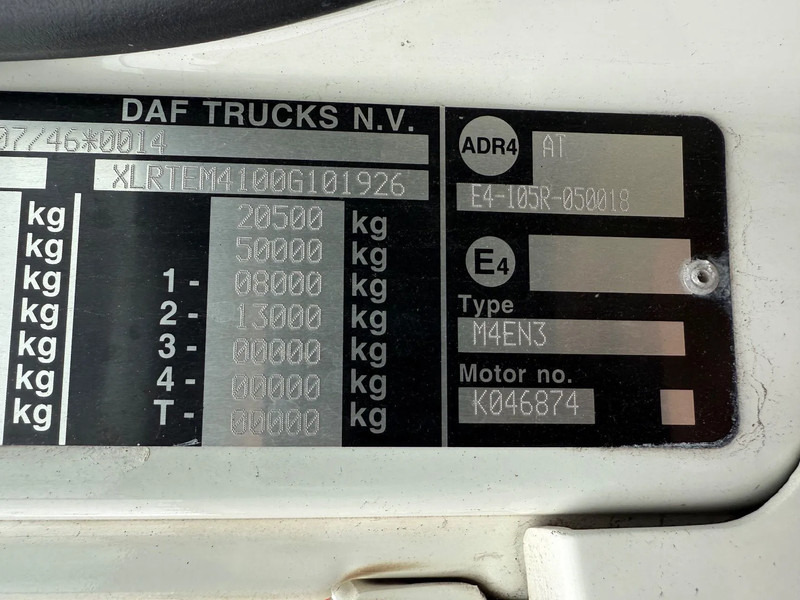 DAF TRUCKS N.V.
07/46*0014
XLRTEM4100G101926
kg 20500 kg
kg 50000 kg
kg 1- 08000 kg
kg 2- 13000 kg
kg 3- 00000 kg
kg 4- 00000 kg
kg T- 00000 kg
ADR4 AT
E4-105R-050018
E4
Type
M4EN3
Motor no.
K046874